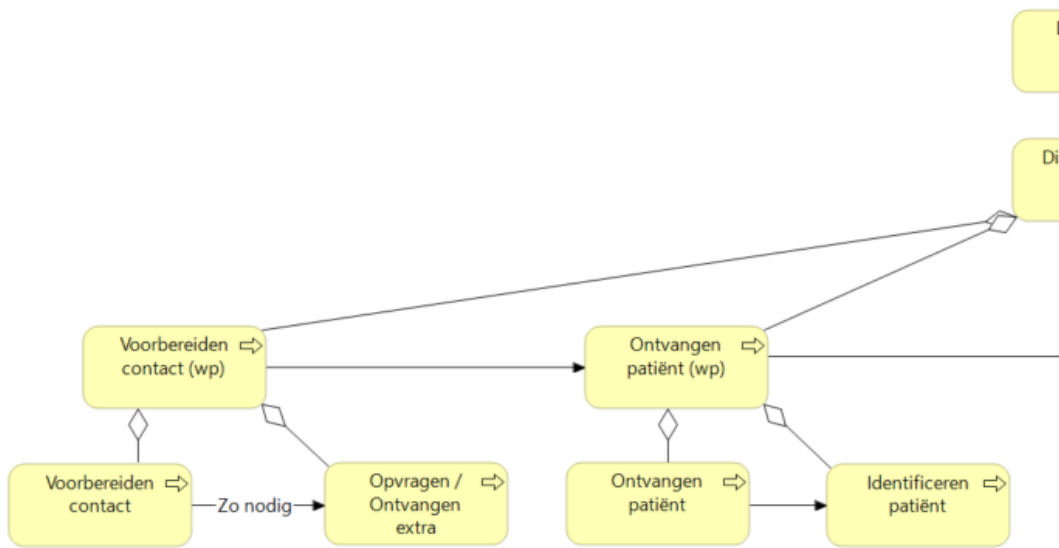 Voorbereiden
contact (wp)
Ontvangen
patiënt (wp)
Voorbereiden
contact
Zo nodig
Opvragen /
Ontvangen
extra
Ontvangen
patiënt
Identificeren
patiënt